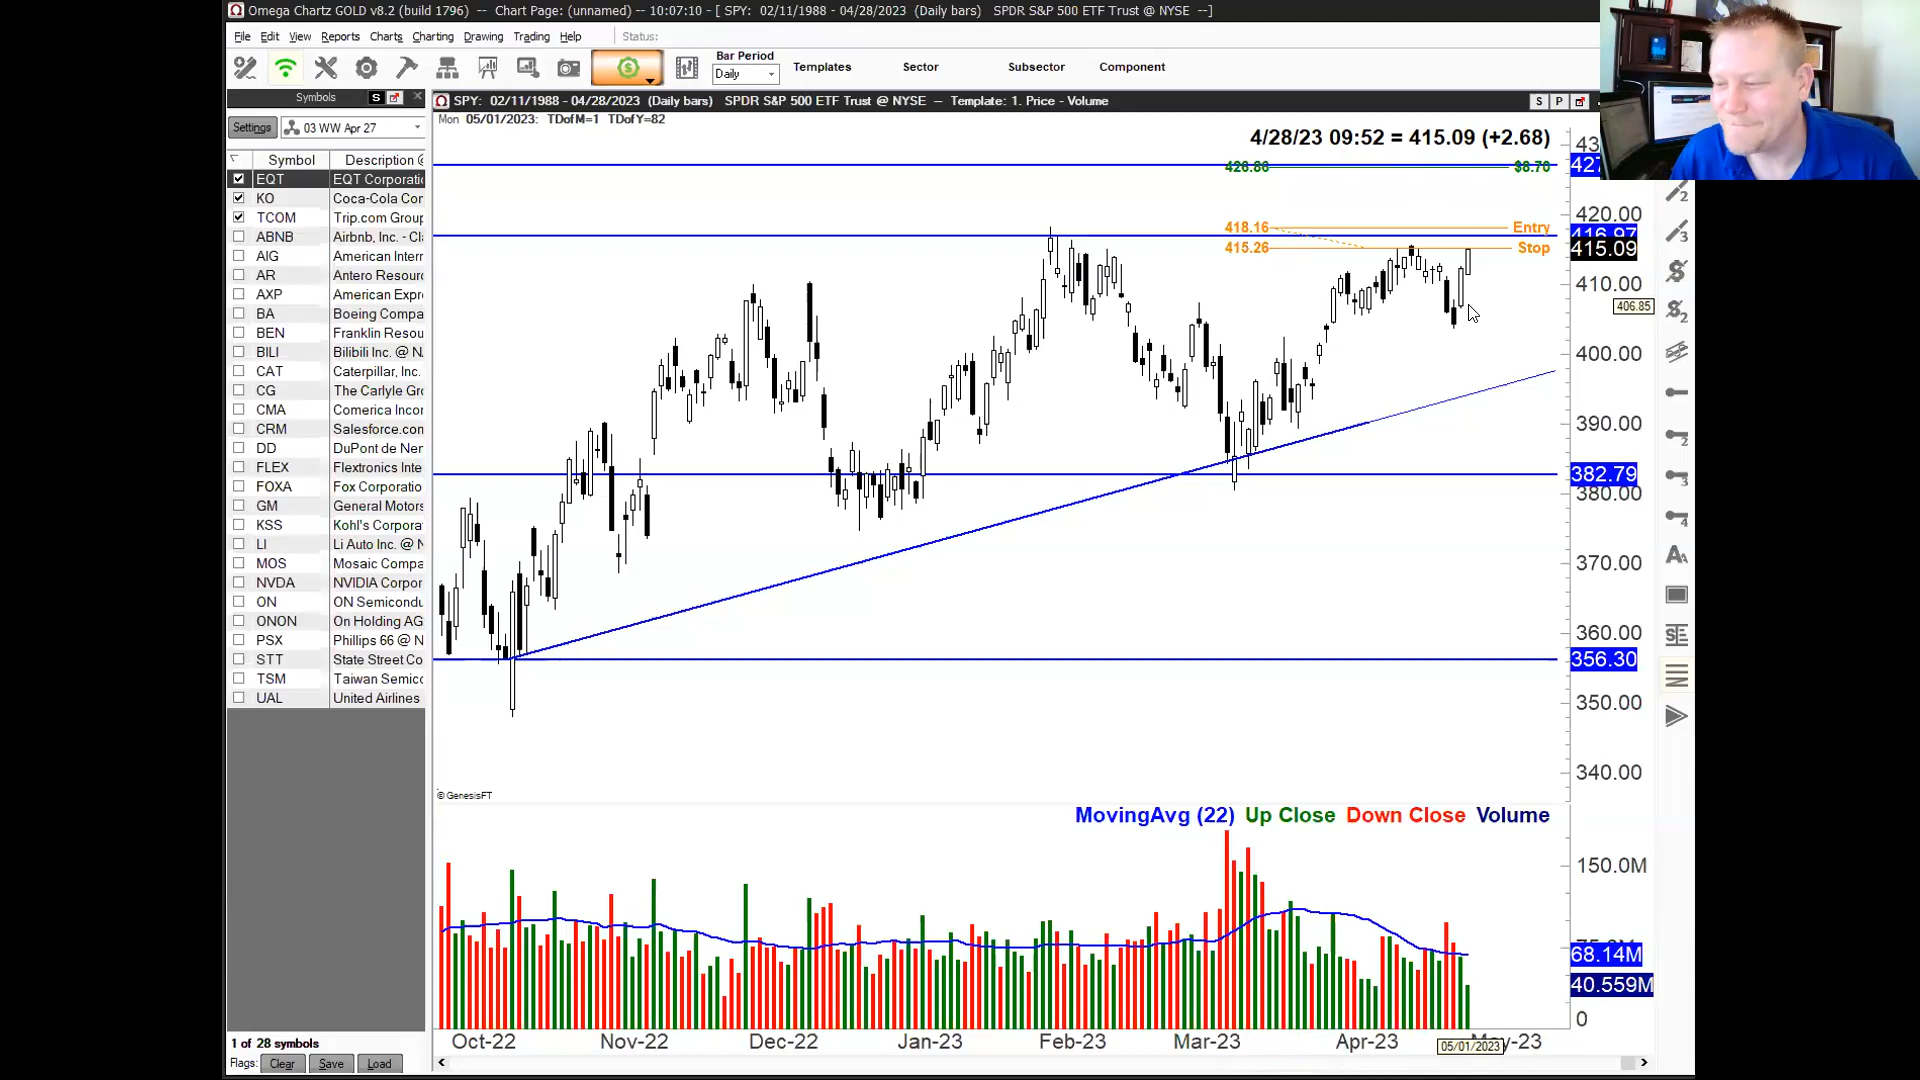 Omega Chartz GOLD v8.2 (build 1796) -- Chart Page: (unnamed) -- 10:07:10 - [ SPY: 02/11/1988 - 04/28/2023 (Daily bars) SPDR S&P 500 ETF Trust @ NYSE --]
File Edit View Reports Charts Charting Drawing Trading Help Status:
Bar Period
Daily
Templates Sector Subsector Component
Symbols S
SPY: 02/11/1988 - 04/28/2023 (Daily bars) SPDR S&P 500 ETF Trust @ NYSE -- Template: 1. Price - Volume S P
Mon 05/01/2023: TDofM=1 TDofY=82
Settings 03 WW Apr 27
4/28/23 09:52 = 415.09 (+2.68)
Symbol Description
EQT EQT Corporati
KO Coca-Cola Cor
TCOM Trip.com Group
ABNB Airbnb, Inc. - Cl
AIG American Intern
AR Antero Resourc
AXP American Expr
BA Boeing Compan
BEN Franklin Resou
BILI Bilibili Inc. @ N
CAT Caterpillar, Inc.
CG The Carlyle Gr
CMA Comerica Incor
CRM Salesforce.com
DD DuPont de Nem
FLEX Flextronics Inte
FOXA Fox Corporatio
GM General Motors
KSS Kohl's Corpora
LI Li Auto Inc. @ N
MOS Mosaic Compa
NVDA NVIDIA Corpor
ON ON Semicondu
ONON On Holding AG
PSX Phillips 66 @ N
STT State Street Co
TSM Taiwan Semico
UAL United Airlines
1 of 28 symbols
Flags: Clear Save Load
426.86 $8.70
427
418.16 Entry
415.26 Stop
420.00
416.97
415.09
410.00
406.85
400.00
390.00
382.79
380.00
370.00
360.00
356.30
350.00
340.00
© GenesisFT
MovingAvg (22) Up Close Down Close Volume
150.0M
68.14M
40.559M
0
Oct-22 Nov-22 Dec-22 Jan-23 Feb-23 Mar-23 Apr-23 May-23
05/01/2023